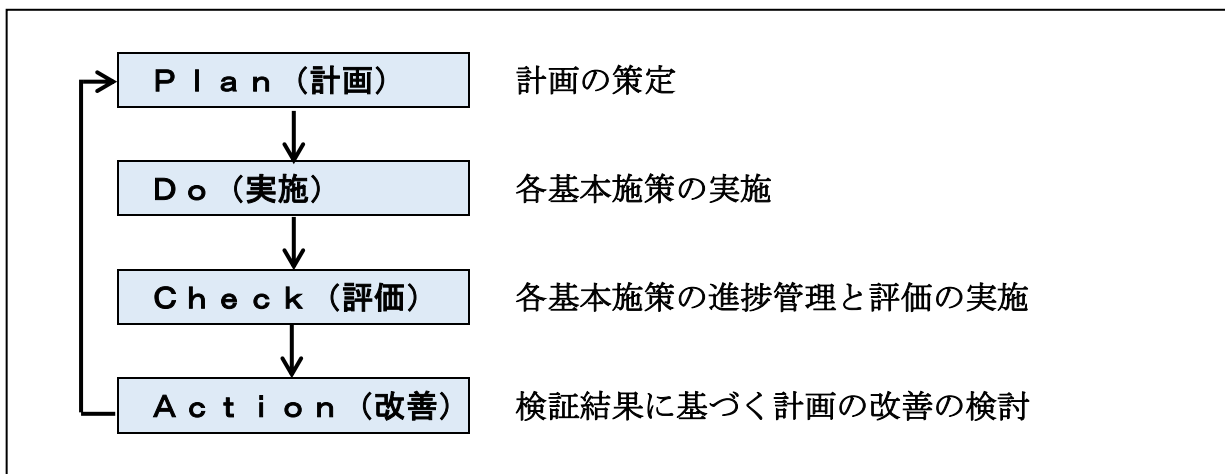 Ｐｌａｎ（計画） 計画の策定
Ｄｏ（実施） 各基本施策の実施
Ｃｈｅｃｋ（評価） 各基本施策の進捗管理と評価の実施
Ａｃｔｉｏｎ（改善） 検証結果に基づく計画の改善の検討